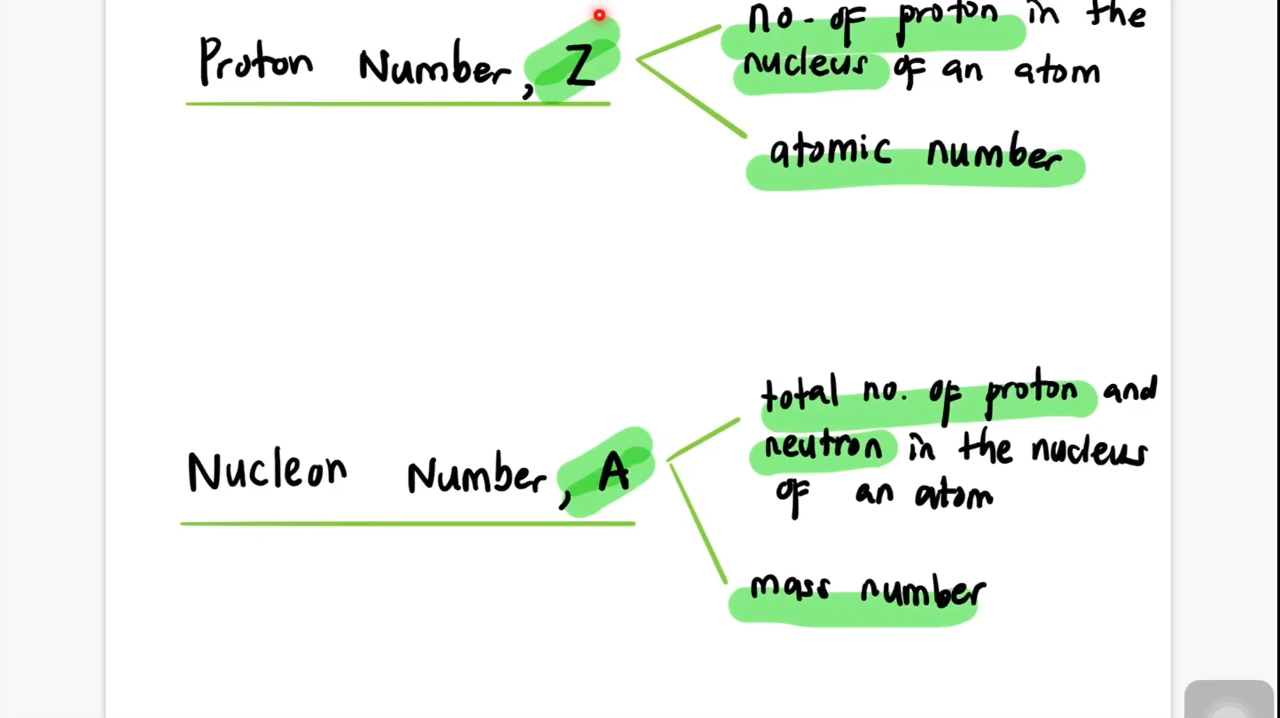 Proton Number, Z
no. of proton in the
nucleus of an atom
atomic number
Nucleon Number, A
total no. of proton and
neutron in the nucleus
of an atom
mass number